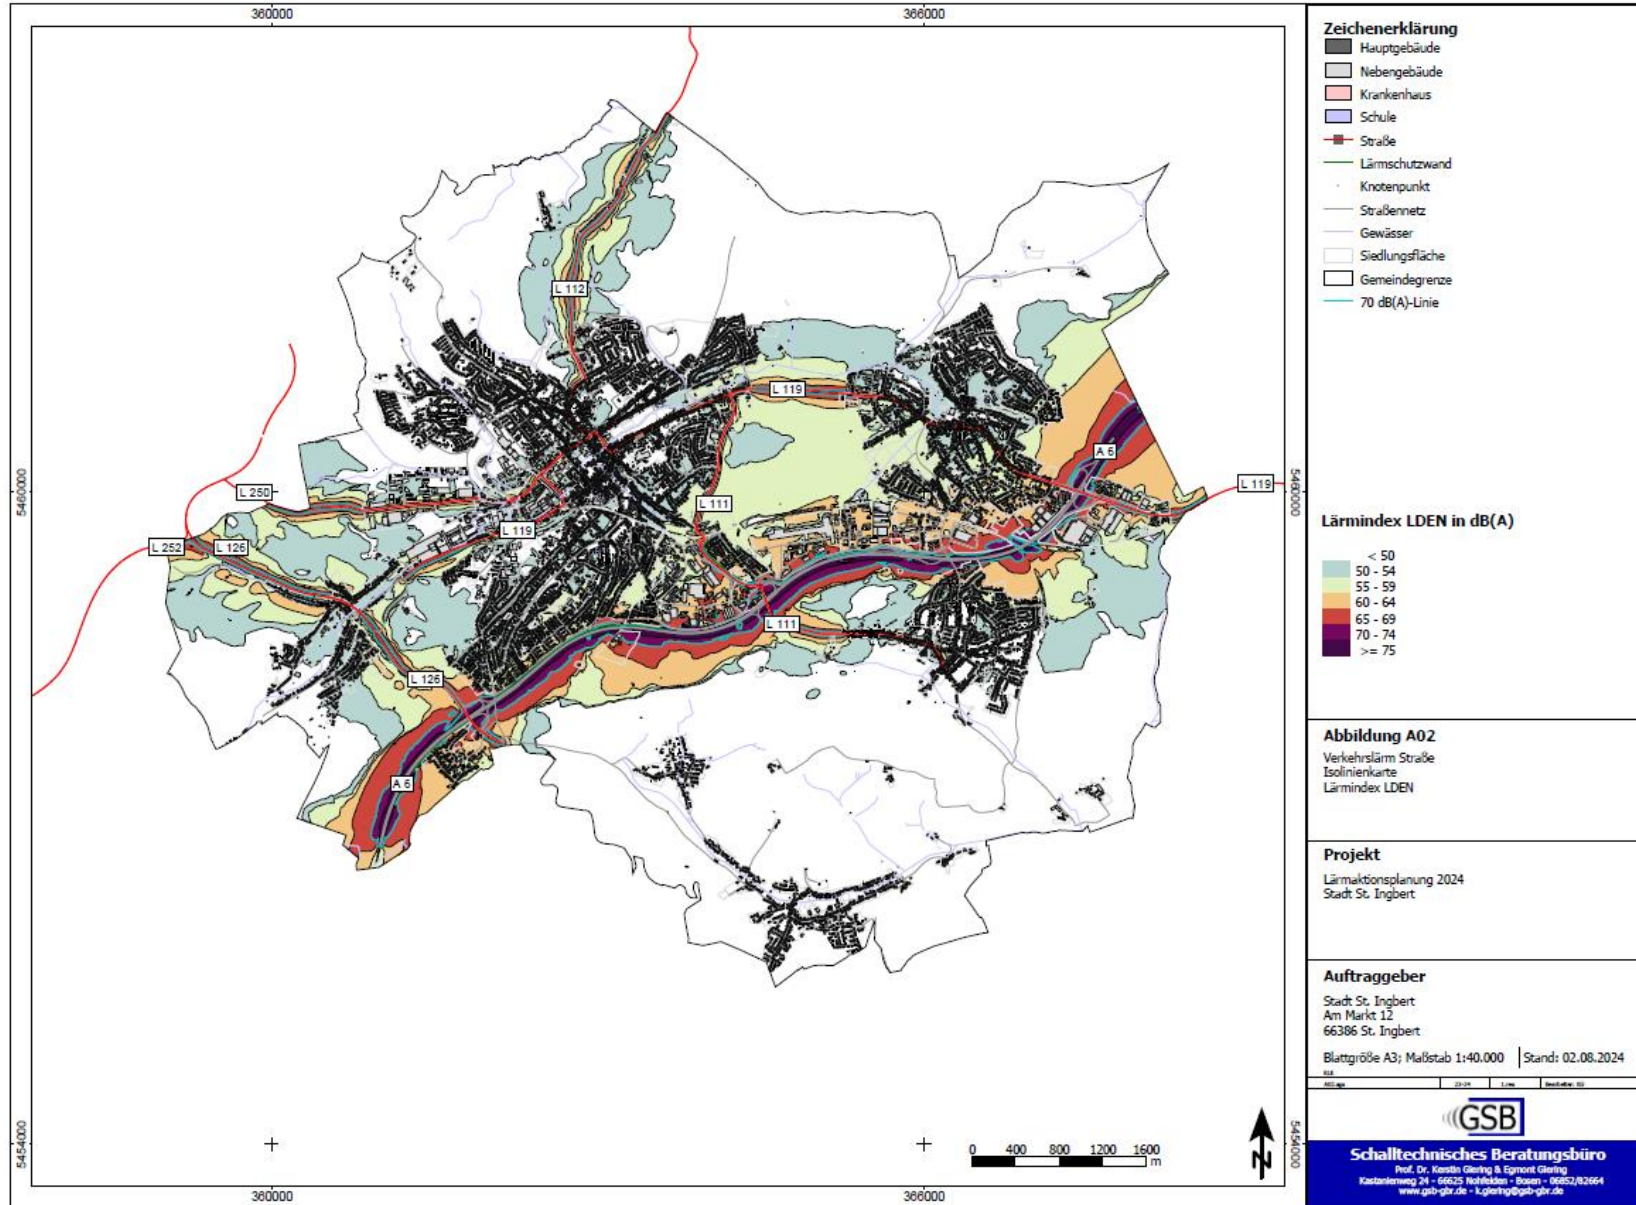 360000
366000
L 112
L 119
A 6
L 250
L 111
L 119
L 119
L 252
L 126
L 111
L 126
A 6
5460000
5460000
5454000
5454000
0 400 800 1200 1600
m
N
360000
366000
Zeichenerklärung
Hauptgebäude
Nebengebäude
Krankenhaus
Schule
Straße
Lärmschutzwand
Knotenpunkt
Straßennetz
Gewässer
Siedlungsfläche
Gemeindegrenze
70 dB(A)-Linie
Lärmindex LDEN in dB(A)
< 50
50 - 54
55 - 59
60 - 64
65 - 69
70 - 74
>= 75
Abbildung A02
Verkehrslärm Straße
Isolinienkarte
Lärmindex LDEN
Projekt
Lärmaktionsplanung 2024
Stadt St. Ingbert
Auftraggeber
Stadt St. Ingbert
Am Markt 12
66386 St. Ingbert
Blattgröße A3; Maßstab 1:40.000 Stand: 02.08.2024
GSB
Schalltechnisches Beratungsbüro
Prof. Dr. Kerstin Giering & Egmont Giering
Kastanienweg 24 - 66625 Nohfelden - Bosen - 06852/82664
www.gsb-gbr.de - k.giering@gsb-gbr.de